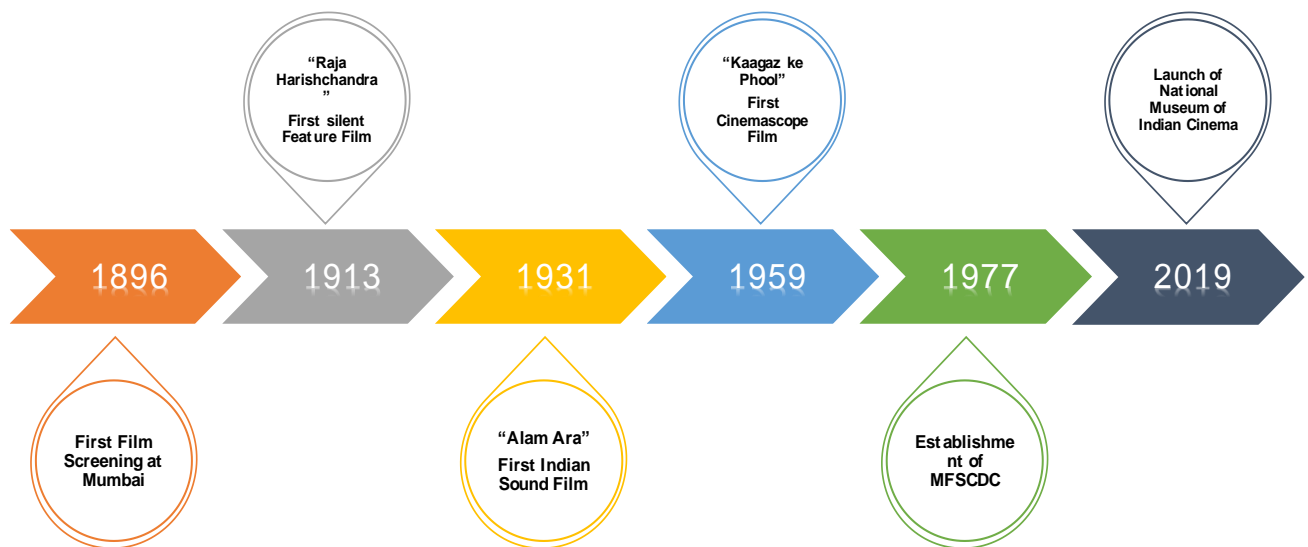 “Raja
Harishchandra
”
First silent
Feature Film
“Kaagaz ke
Phool”
First
Cinemascope
Film
Launch of
National
Museum of
Indian Cinema
1896
1913
1931
1959
1977
2019
First Film
Screening at
Mumbai
“Alam Ara”
First Indian
Sound Film
Establishme
nt of
MFSCDC